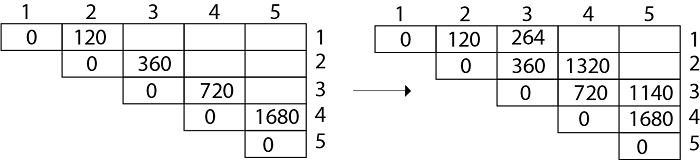 1 2 3 4 5 1 2 3 4 5
0 120 1 0 120 264 1
0 360 2 0 360 1320 2
0 720 3 0 720 1140 3
0 1680 4 0 1680 4
0 5 0 5